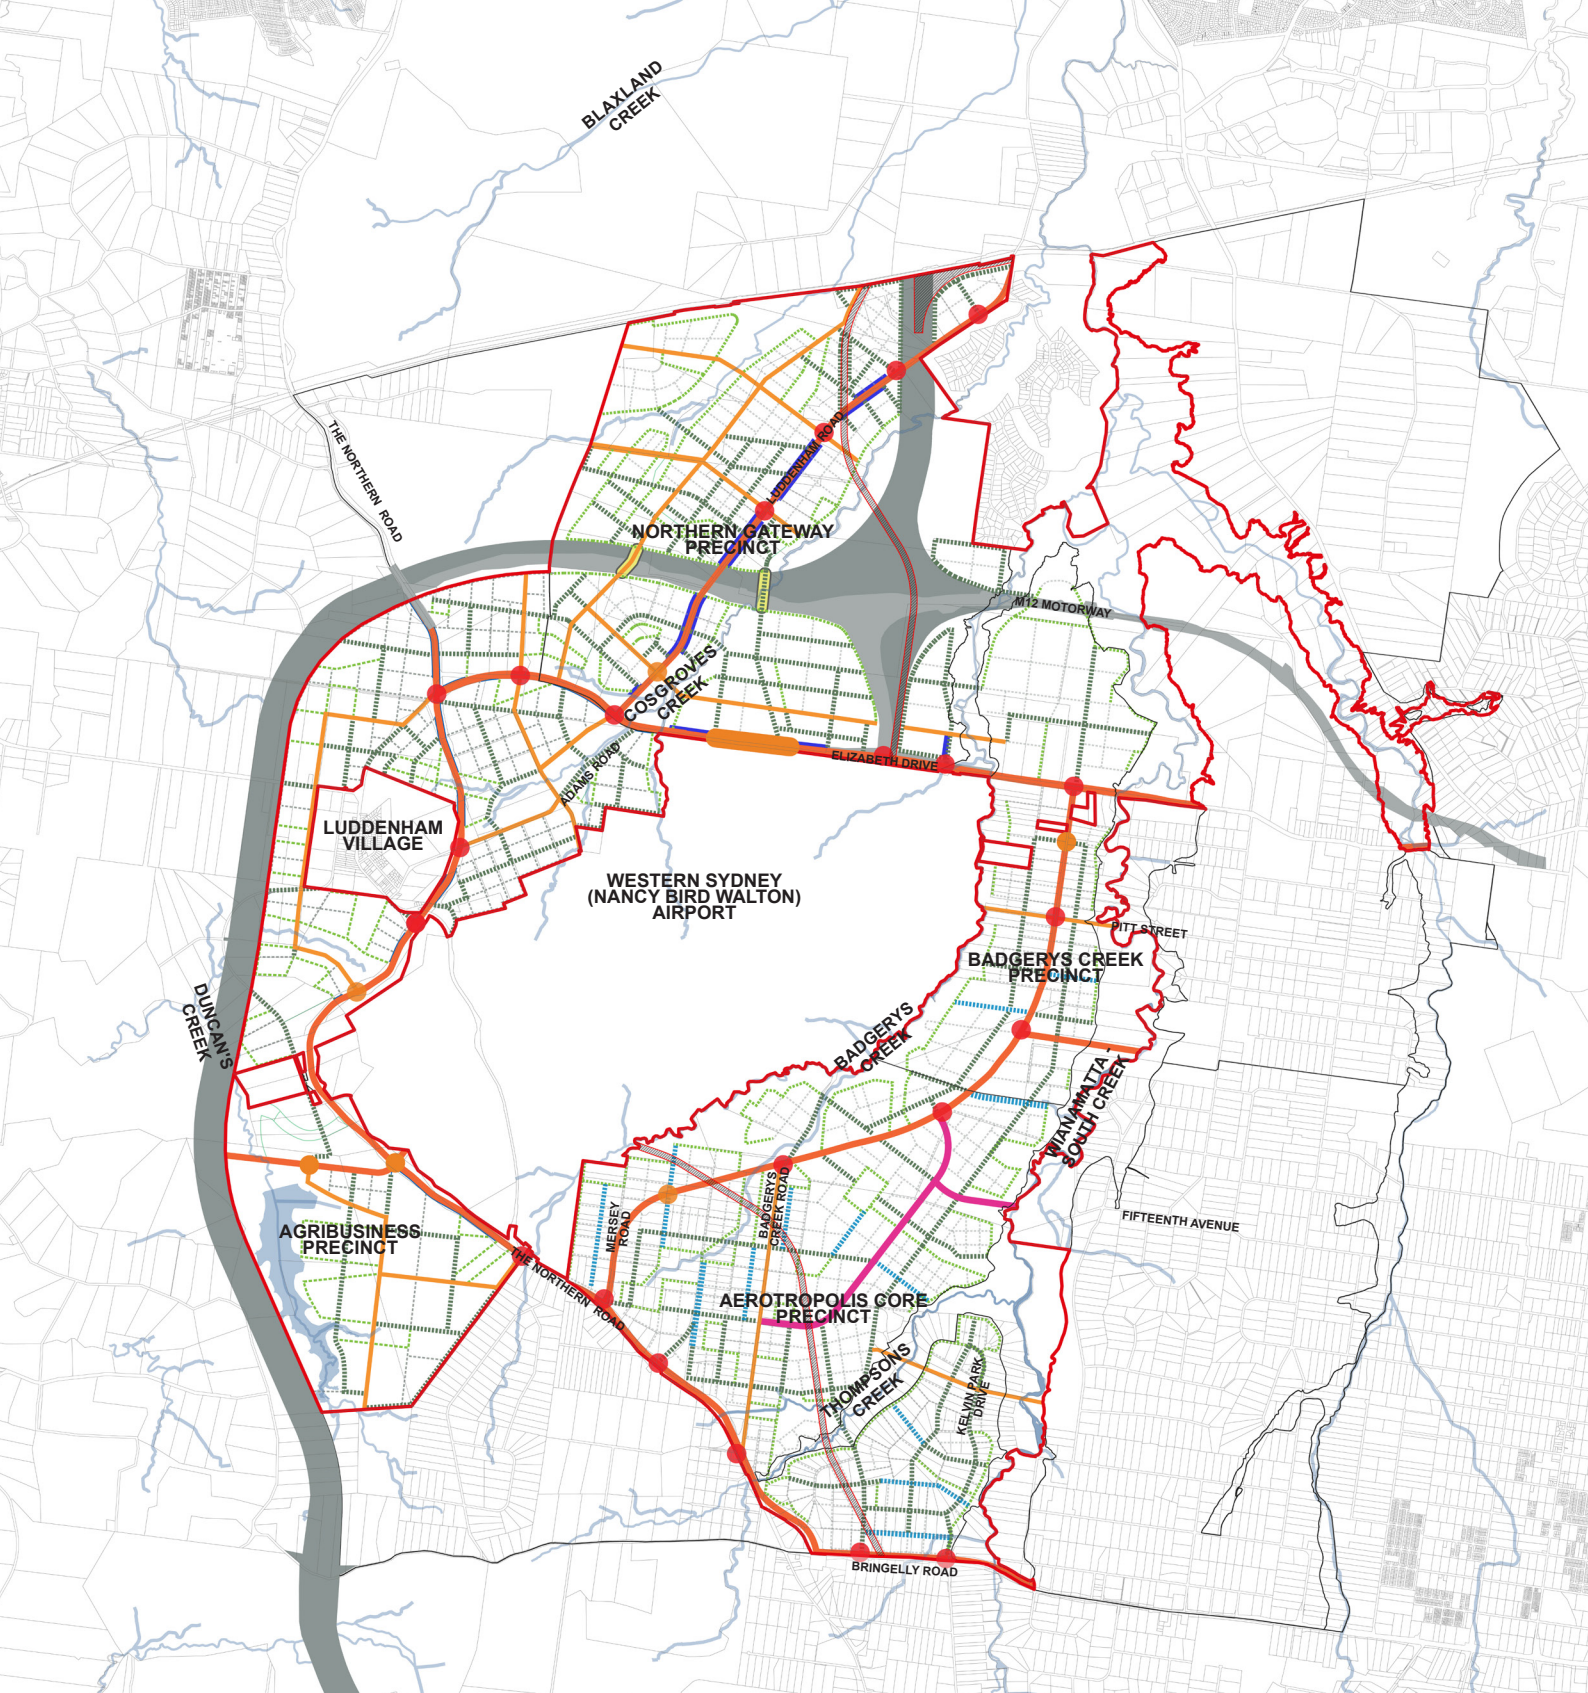 BLAXLAND
CREEK
THE NORTHERN ROAD
LUDDENHAM ROAD
NORTHERN GATEWAY
PRECINCT
M12 MOTORWAY
COSGROVES
CREEK
ELIZABETH DRIVE
ADAMS ROAD
LUDDENHAM
VILLAGE
WESTERN SYDNEY
(NANCY BIRD WALTON)
AIRPORT
PITT STREET
BADGERYS CREEK
PRECINCT
DUNCAN'S
CREEK
BADGERYS
CREEK
WIANAMATTA -
SOUTH CREEK
MERSEY
ROAD
BADGERYS
CREEK ROAD
FIFTEENTH AVENUE
AGRIBUSINESS
PRECINCT
THE NORTHERN ROAD
AEROTROPOLIS CORE
PRECINCT
THOMPSONS
CREEK
KELVIN PARK
DRIVE
BRINGELLY ROAD